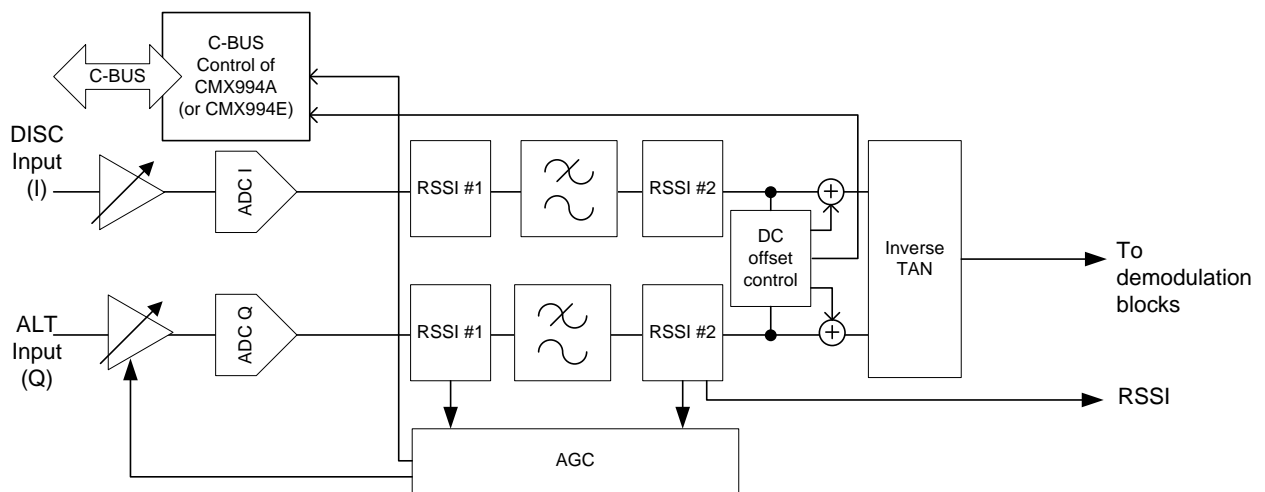 C-BUS
Control of
CMX994A
(or CMX994E)
C-BUS
DISC
Input
(I)
ADC I
RSSI #1
RSSI #2
DC
offset
control
Inverse
TAN
To
demodulation
blocks
ALT
Input
(Q)
ADC Q
RSSI #1
RSSI #2
RSSI
AGC